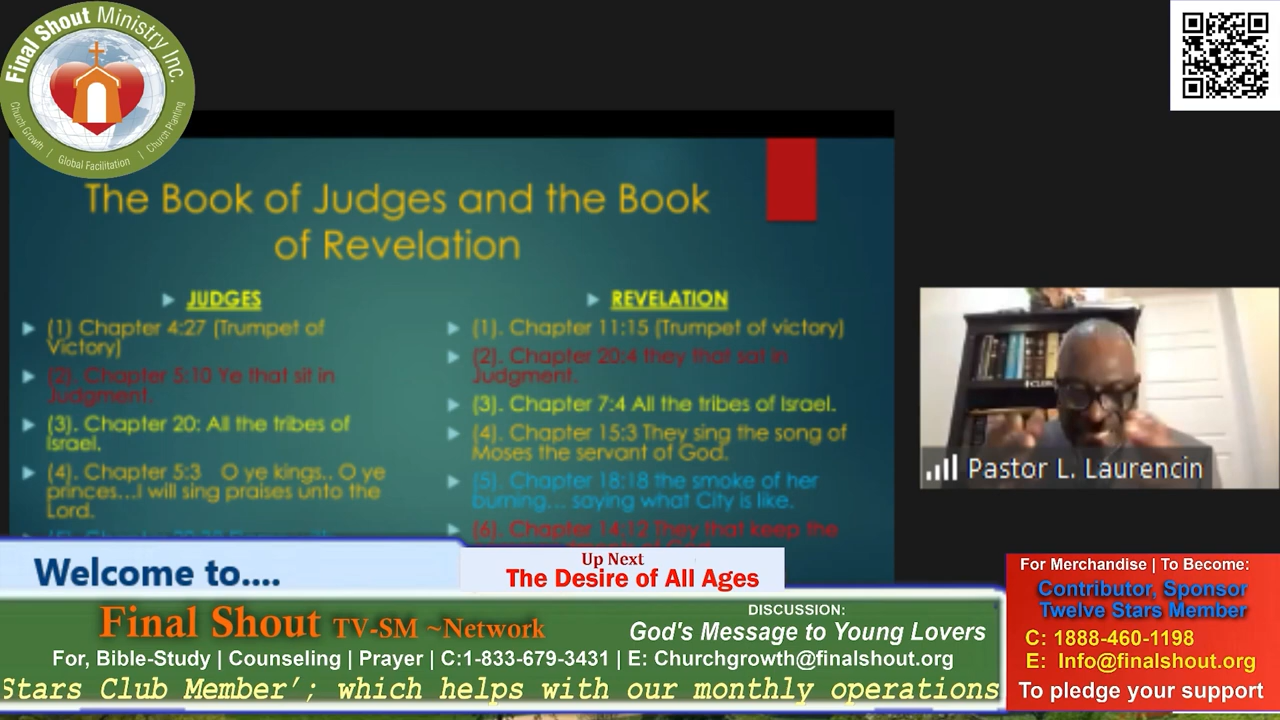 Final Shout Ministry Inc.
Church Growth | Global Facilitation | Church Planting
The Book of Judges and the Book
of Revelation
JUDGES
(1) Chapter 4:27 (Trumpet of
Victory)
(2). Chapter 5:10 Ye that sit in
Judgment.
(3). Chapter 20: All the tribes of
Israel.
(4). Chapter 5:3 O ye kings.. O ye
princes...I will sing praises unto the
Lord.
REVELATION
(1). Chapter 11:15 (Trumpet of victory)
(2). Chapter 20:4 they that sat in
Judgment.
(3). Chapter 7:4 All the tribes of Israel.
(4). Chapter 15:3 They sing the song of
Moses the servant of God.
(5). Chapter 18:18 the smoke of her
burning... saying what City is like.
(6). Chapter 14:12 They that keep the
Pastor L. Laurencin
Welcome to....
Up Next
The Desire of All Ages
Final Shout TV-SM ~Network
DISCUSSION:
God's Message to Young Lovers
For, Bible-Study | Counseling | Prayer | C:1-833-679-3431 | E: Churchgrowth@finalshout.org
Stars Club Member'; which helps with our monthly operations
For Merchandise | To Become:
Contributor, Sponsor
Twelve Stars Member
C: 1888-460-1198
E: Info@finalshout.org
To pledge your support